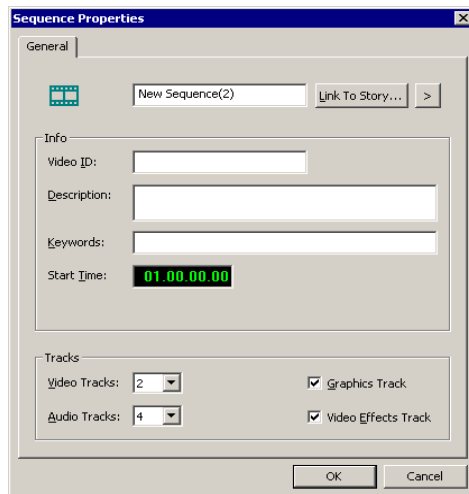 Sequence Properties
General
New Sequence(2) Link To Story... >
Info
Video ID:
Description:
Keywords:
Start Time: 01.00.00.00
Tracks
Video Tracks: 2 Graphics Track
Audio Tracks: 4 Video Effects Track
OK Cancel